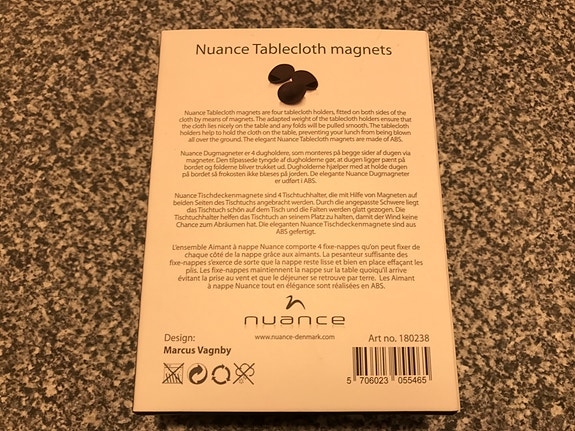 Nuance Tablecloth magnets
Nuance Tablecloth magnets are four tablecloth holders, fitted on both sides of the
cloth by means of magnets. The adapted weight of the tablecloth holders ensure that
the cloth lies nicely on the table and any folds will be pulled smooth. The tablecloth
holders help to hold the cloth on the table, preventing your lunch from being blown
all over the ground. The elegant Nuance Tablecloth magnets are made of ABS.
Nuance Dugmagneter er 4 dugholdere, som monteres på begge sider af dugen via
magneter. Den tilpassede tyngde af dugholderne gør, at dugen ligger pænt på
bordet og folderne bliver trukket ud. Dugholderne hjælper med at holde dugen
på bordet så frokosten ikke blæses på jorden. De elegante Nuance Dugmagneter
er udført i ABS.
Nuance Tischdeckenmagnete sind 4 Tischtuchhalter, die mit Hilfe von Magneten auf
beiden Seiten des Tischtuchs angebracht werden. Durch die angepasste Schwere liegt
das Tischtuch schön auf dem Tisch und die Falten werden glatt gezogen. Die
Tischtuchhalter helfen das Tischtuch an seinem Platz zu halten, damit der Wind keine
Chance zum Abräumen hat. Die eleganten Nuance Tischdeckenmagnete sind aus
ABS gefertigt.
L'ensemble Aimant à nappe Nuance comporte 4 fixe-nappes qu'on peut fixer de
chaque côté de la nappe grâce aux aimants. La pesanteur suffisante des
fixe-nappes s'exerce de sorte que la nappe reste lisse et bien en place effaçant les
plis. Les fixe-nappes maintiennent la nappe sur la table quoiqu'il arrive
évitant la prise au vent et que le déjeuner se retrouve par terre. Les Aimant
à nappe Nuance tout en élégance sont réalisées en ABS.
nuance
www.nuance-denmark.com
Design:
Marcus Vagnby
Art no. 180238
5 706023 055465